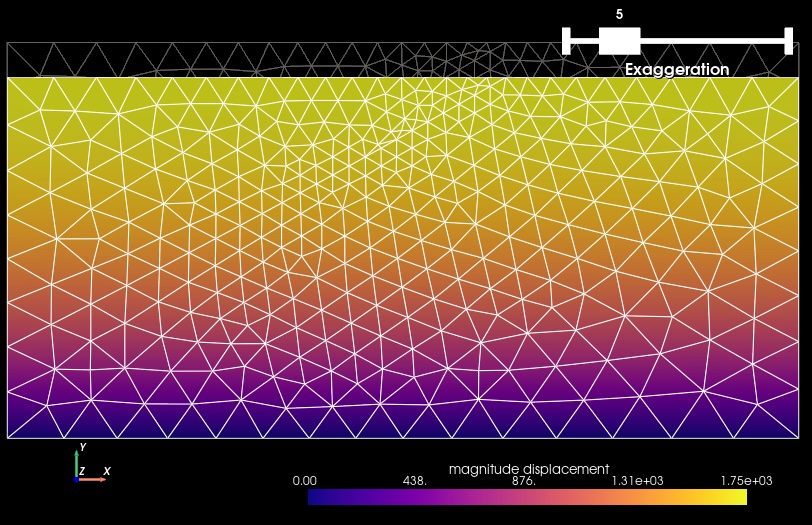 5
Exaggeration
Y
Z X
magnitude displacement
0.00 438. 876. 1.31e+03 1.75e+03